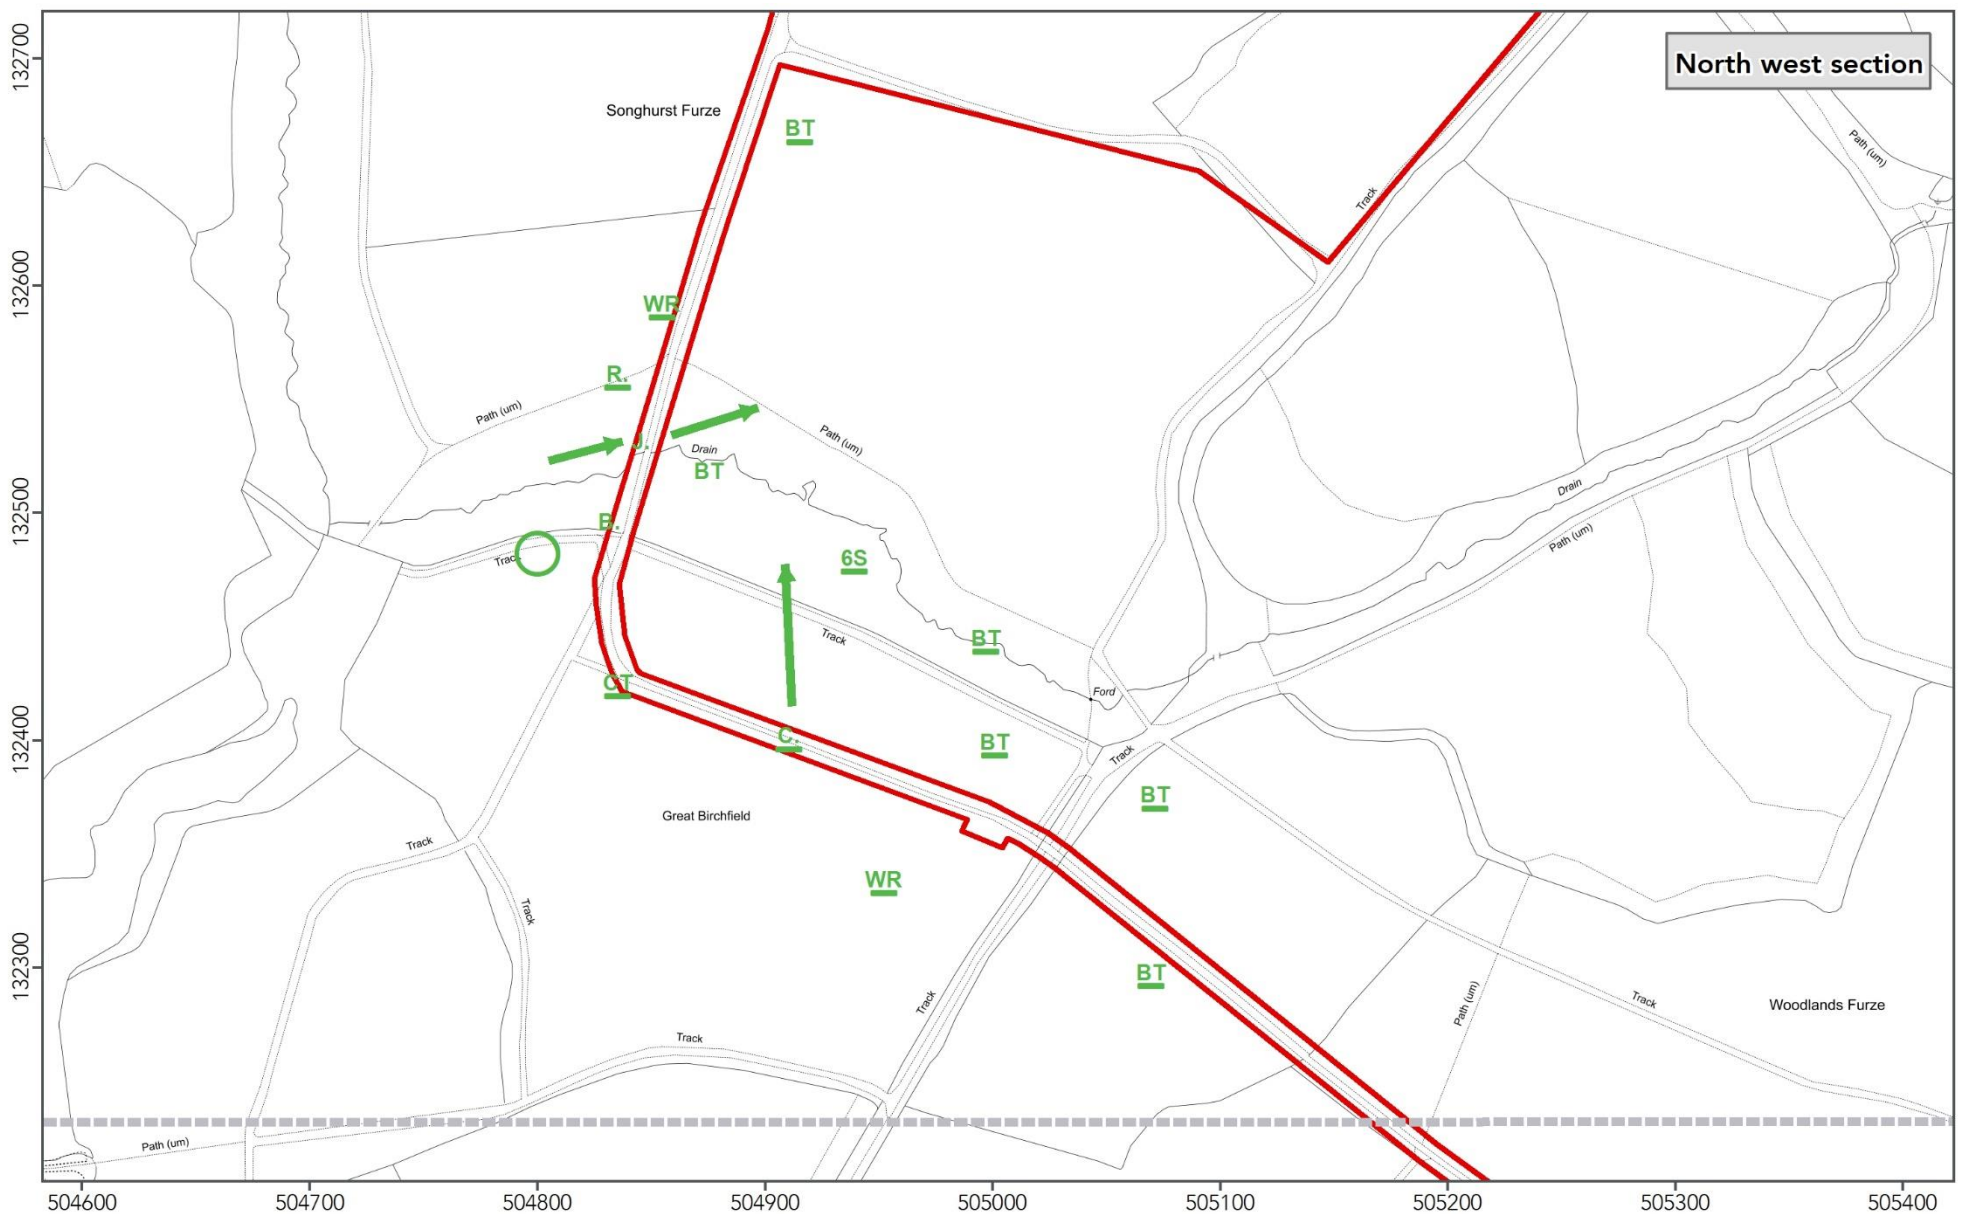 North west section
132700
132600
132500
132400
132300
Songhurst Furze
BT
Path (um)
Track
WR
R.
Path (um)
J.
Drain
BT
Path (um)
B.
Trac
6S
Drain
Path (um)
Track
BT
CT
Ford
C.
BT
Track
Great Birchfield
BT
Track
WR
Track
BT
Track
Path (um)
Track
Woodlands Furze
Track
Path (um)
504600
504700
504800
504900
505000
505100
505200
505300
505400